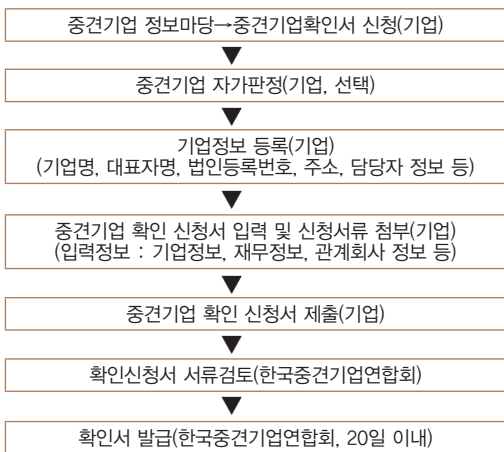 중견기업 정보마당→중견기업확인서 신청(기업)
▼
중견기업 자가판정(기업, 선택)
▼
기업정보 등록(기업)
(기업명, 대표자명, 법인등록번호, 주소, 담당자 정보 등)
▼
중견기업 확인 신청서 입력 및 신청서류 첨부(기업)
(입력정보 : 기업정보, 재무정보, 관계회사 정보 등)
▼
중견기업 확인 신청서 제출(기업)
▼
확인신청서 서류검토(한국중견기업연합회)
▼
확인서 발급(한국중견기업연합회, 20일 이내)